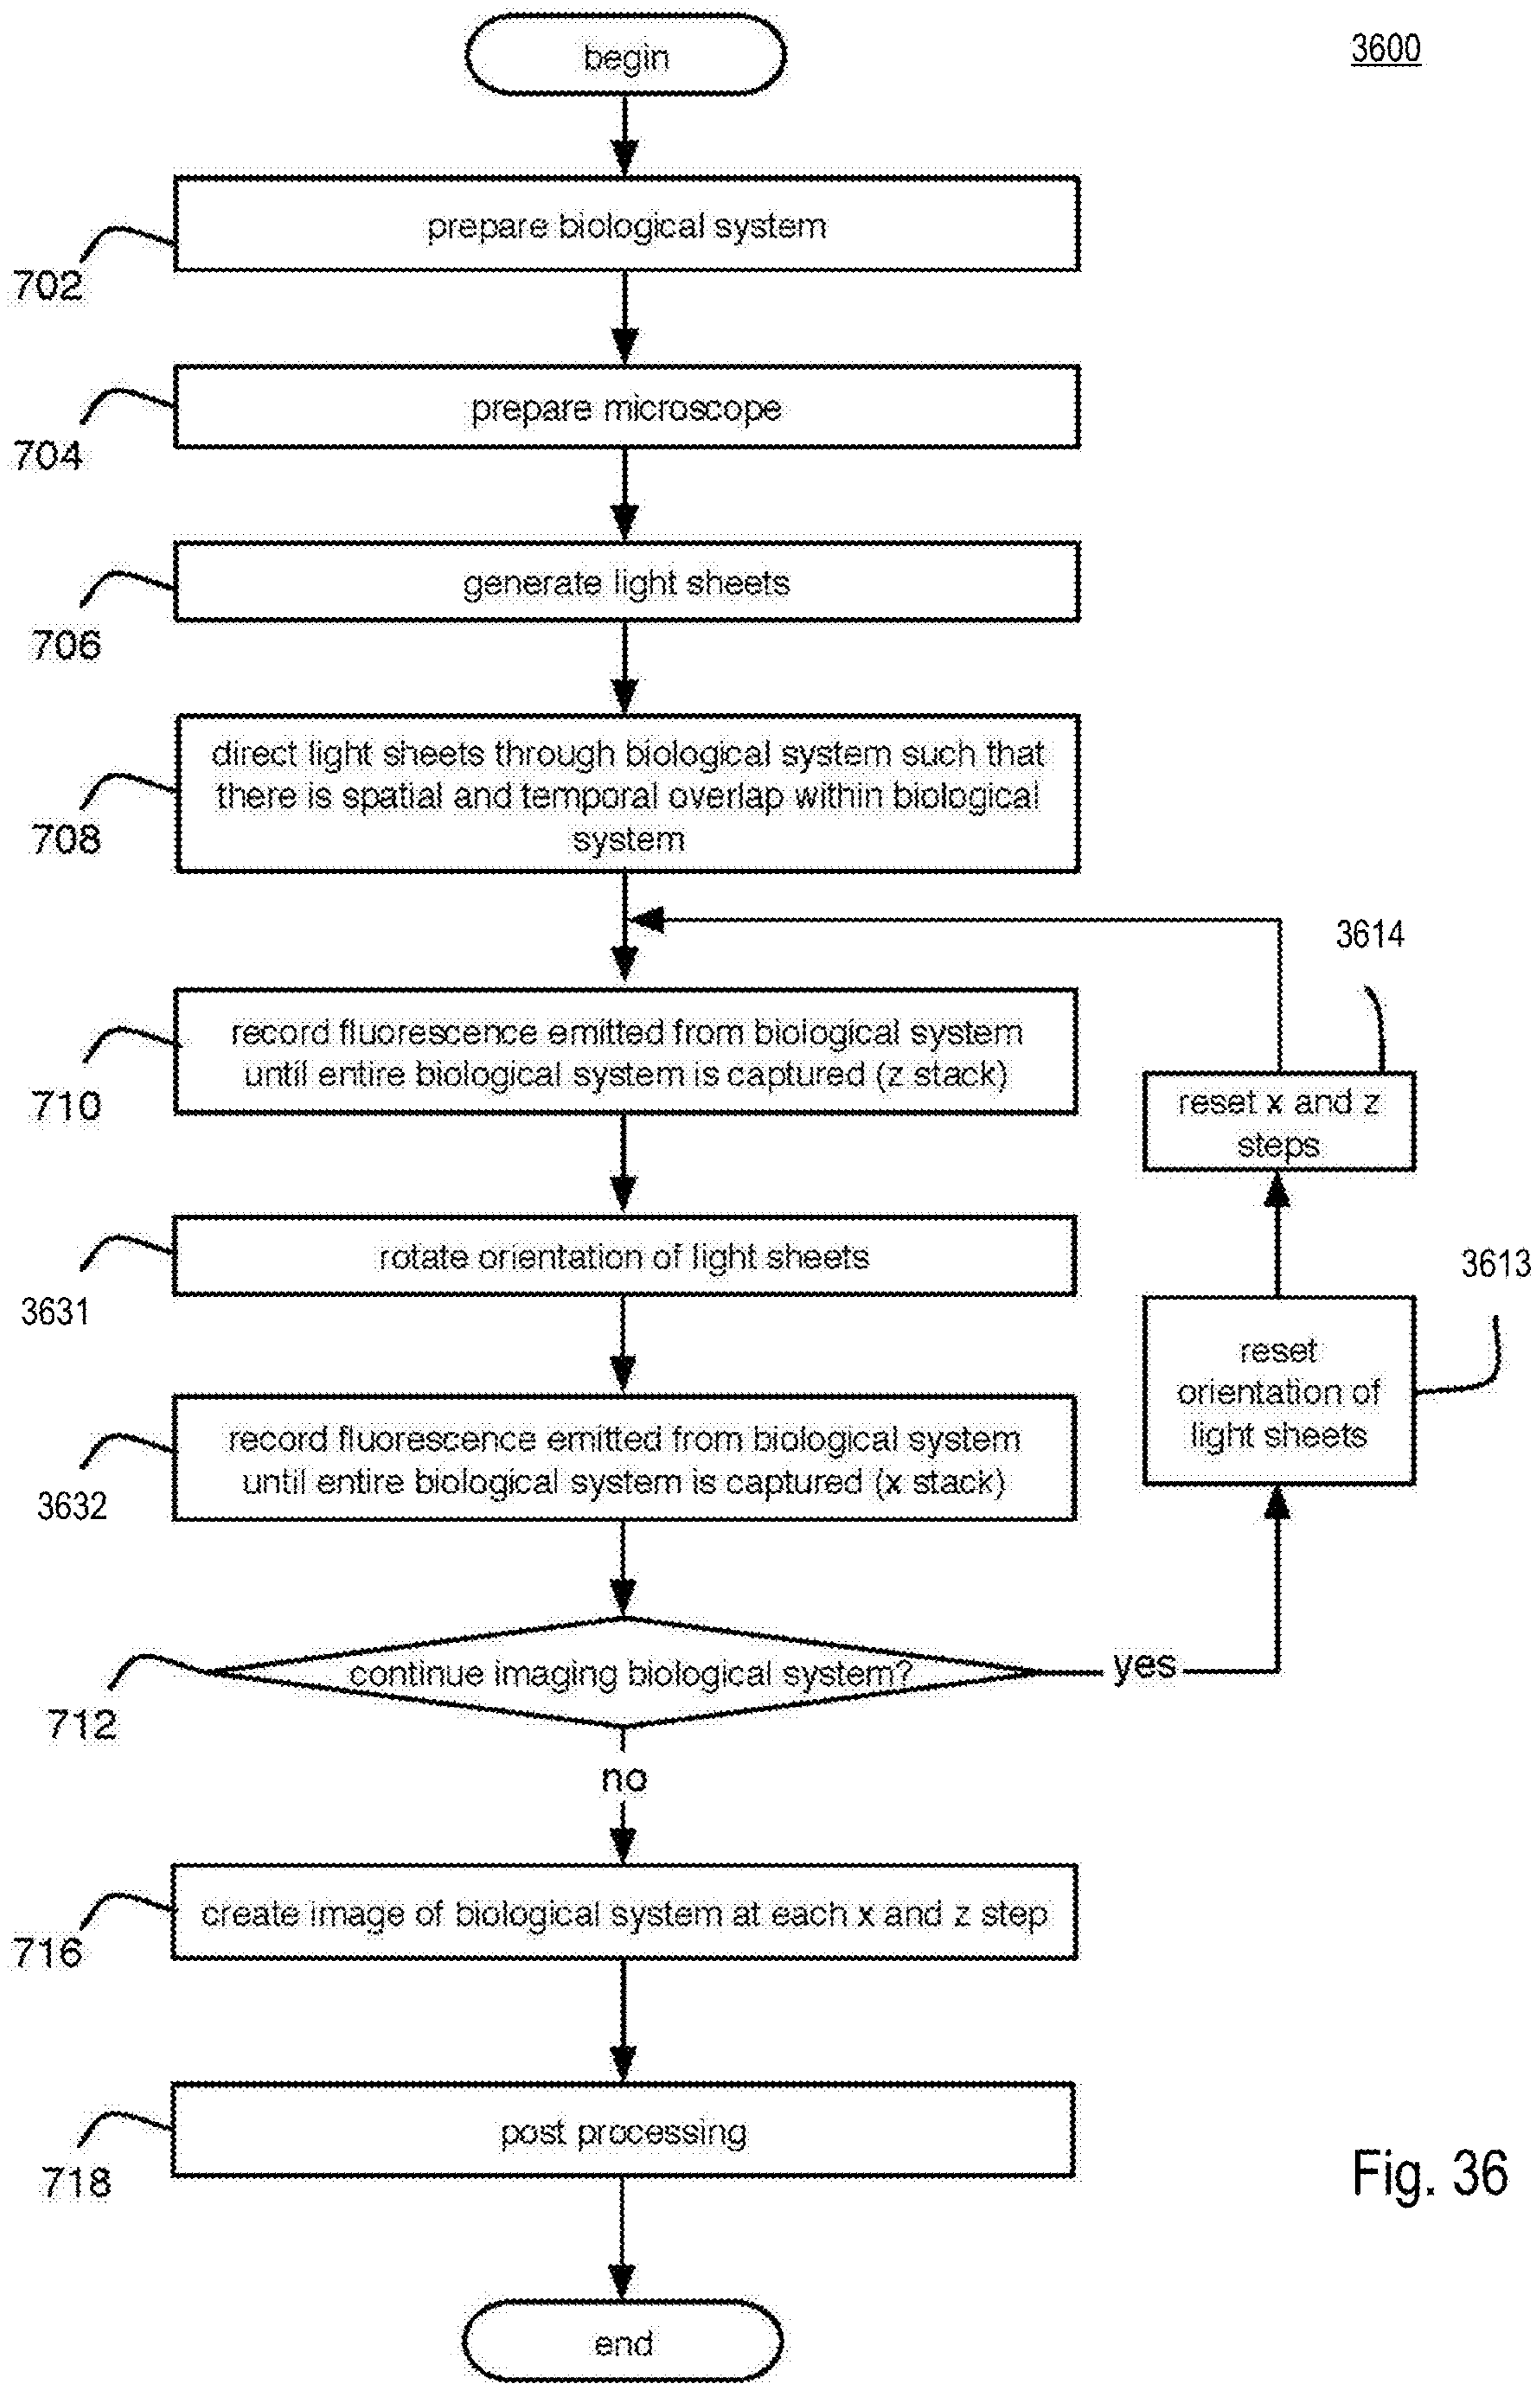 begin
3600
prepare biological system
702
prepare microscope
704
generate light sheets
706
direct light sheets through biological system such that
there is spatial and temporal overlap within biological
system
708
3614
record fluorescence emitted from biological system
until entire biological system is captured (z stack)
710
reset x and z
steps
rotate orientation of light sheets
3631
3613
reset
orientation of
light sheets
record fluorescence emitted from biological system
until entire biological system is captured (x stack)
3632
continue imaging biological system?
yes
712
no
create image of biological system at each x and z step
716
post processing
718
Fig. 36
end